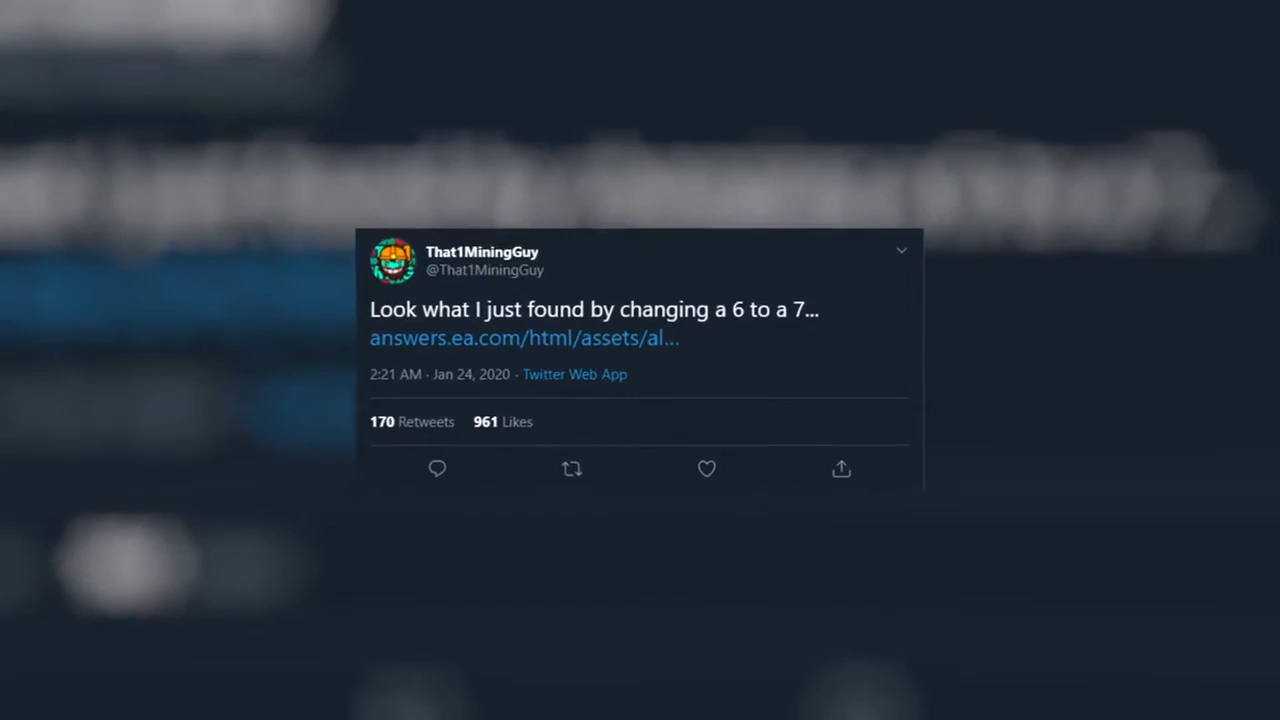 That1MiningGuy
@That1MiningGuy
Look what I just found by changing a 6 to a 7...
answers.ea.com/html/assets/al...
2:21 AM · Jan 24, 2020 · Twitter Web App
170 Retweets 961 Likes